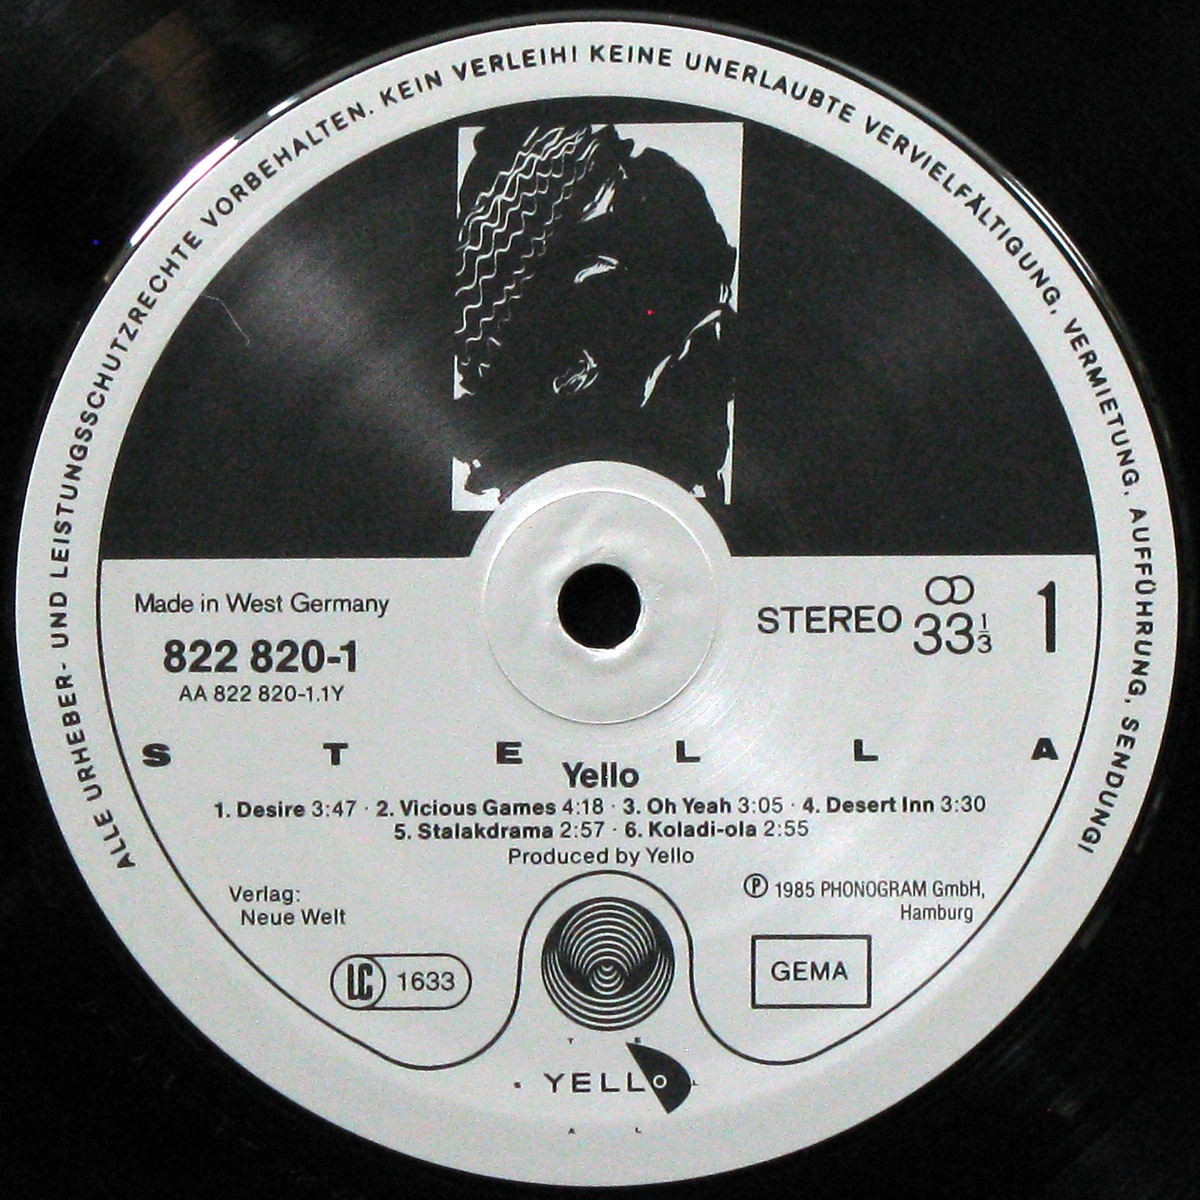 ALLE URHEBER- UND LEISTUNGSSCHUTZRECHTE VORBEHALTEN. KEIN VERLEIH! KEINE UNERLAUBTE VERVIELFÄLTIGUNG, VERMIETUNG, AUFFÜHRUNG, SENDUNG!
Made in West Germany
822 820-1
AA 822 820-1.1Y
STEREO 33 1/3
1
S T E L L A
Yello
1. Desire 3:47 · 2. Vicious Games 4:18 · 3. Oh Yeah 3:05 · 4. Desert Inn 3:30
5. Stalakdrama 2:57 · 6. Koladi-ola 2:55
Produced by Yello
Verlag:
Neue Welt
℗ 1985 PHONOGRAM GmbH,
Hamburg
LC 1633
GEMA
T E
S YELLO L
A L